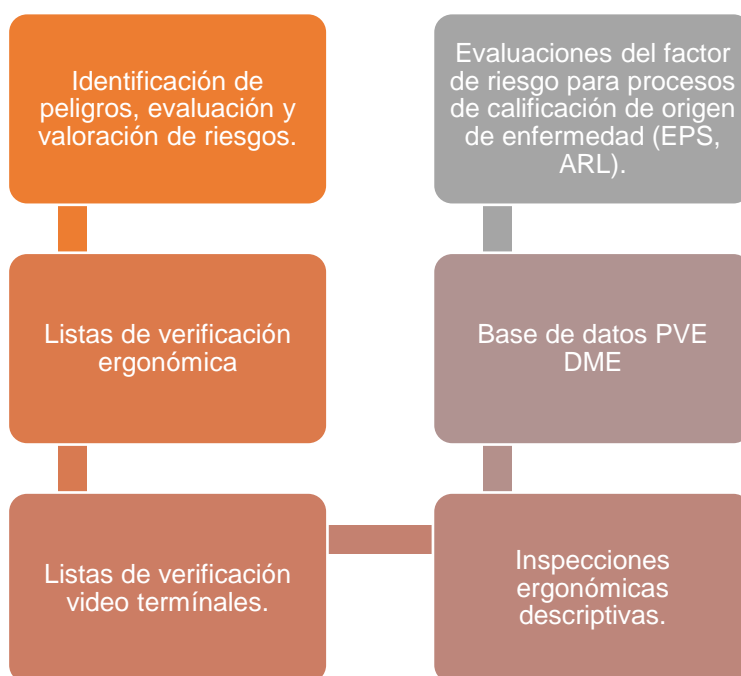 Identificación de
peligros, evaluación y
valoración de riesgos.
Listas de verificación
ergonómica
Listas de verificación
video termínales.
Inspecciones
ergonómicas
descriptivas.
Base de datos PVE
DME
Evaluaciones del factor
de riesgo para procesos
de calificación de origen
de enfermedad (EPS,
ARL).